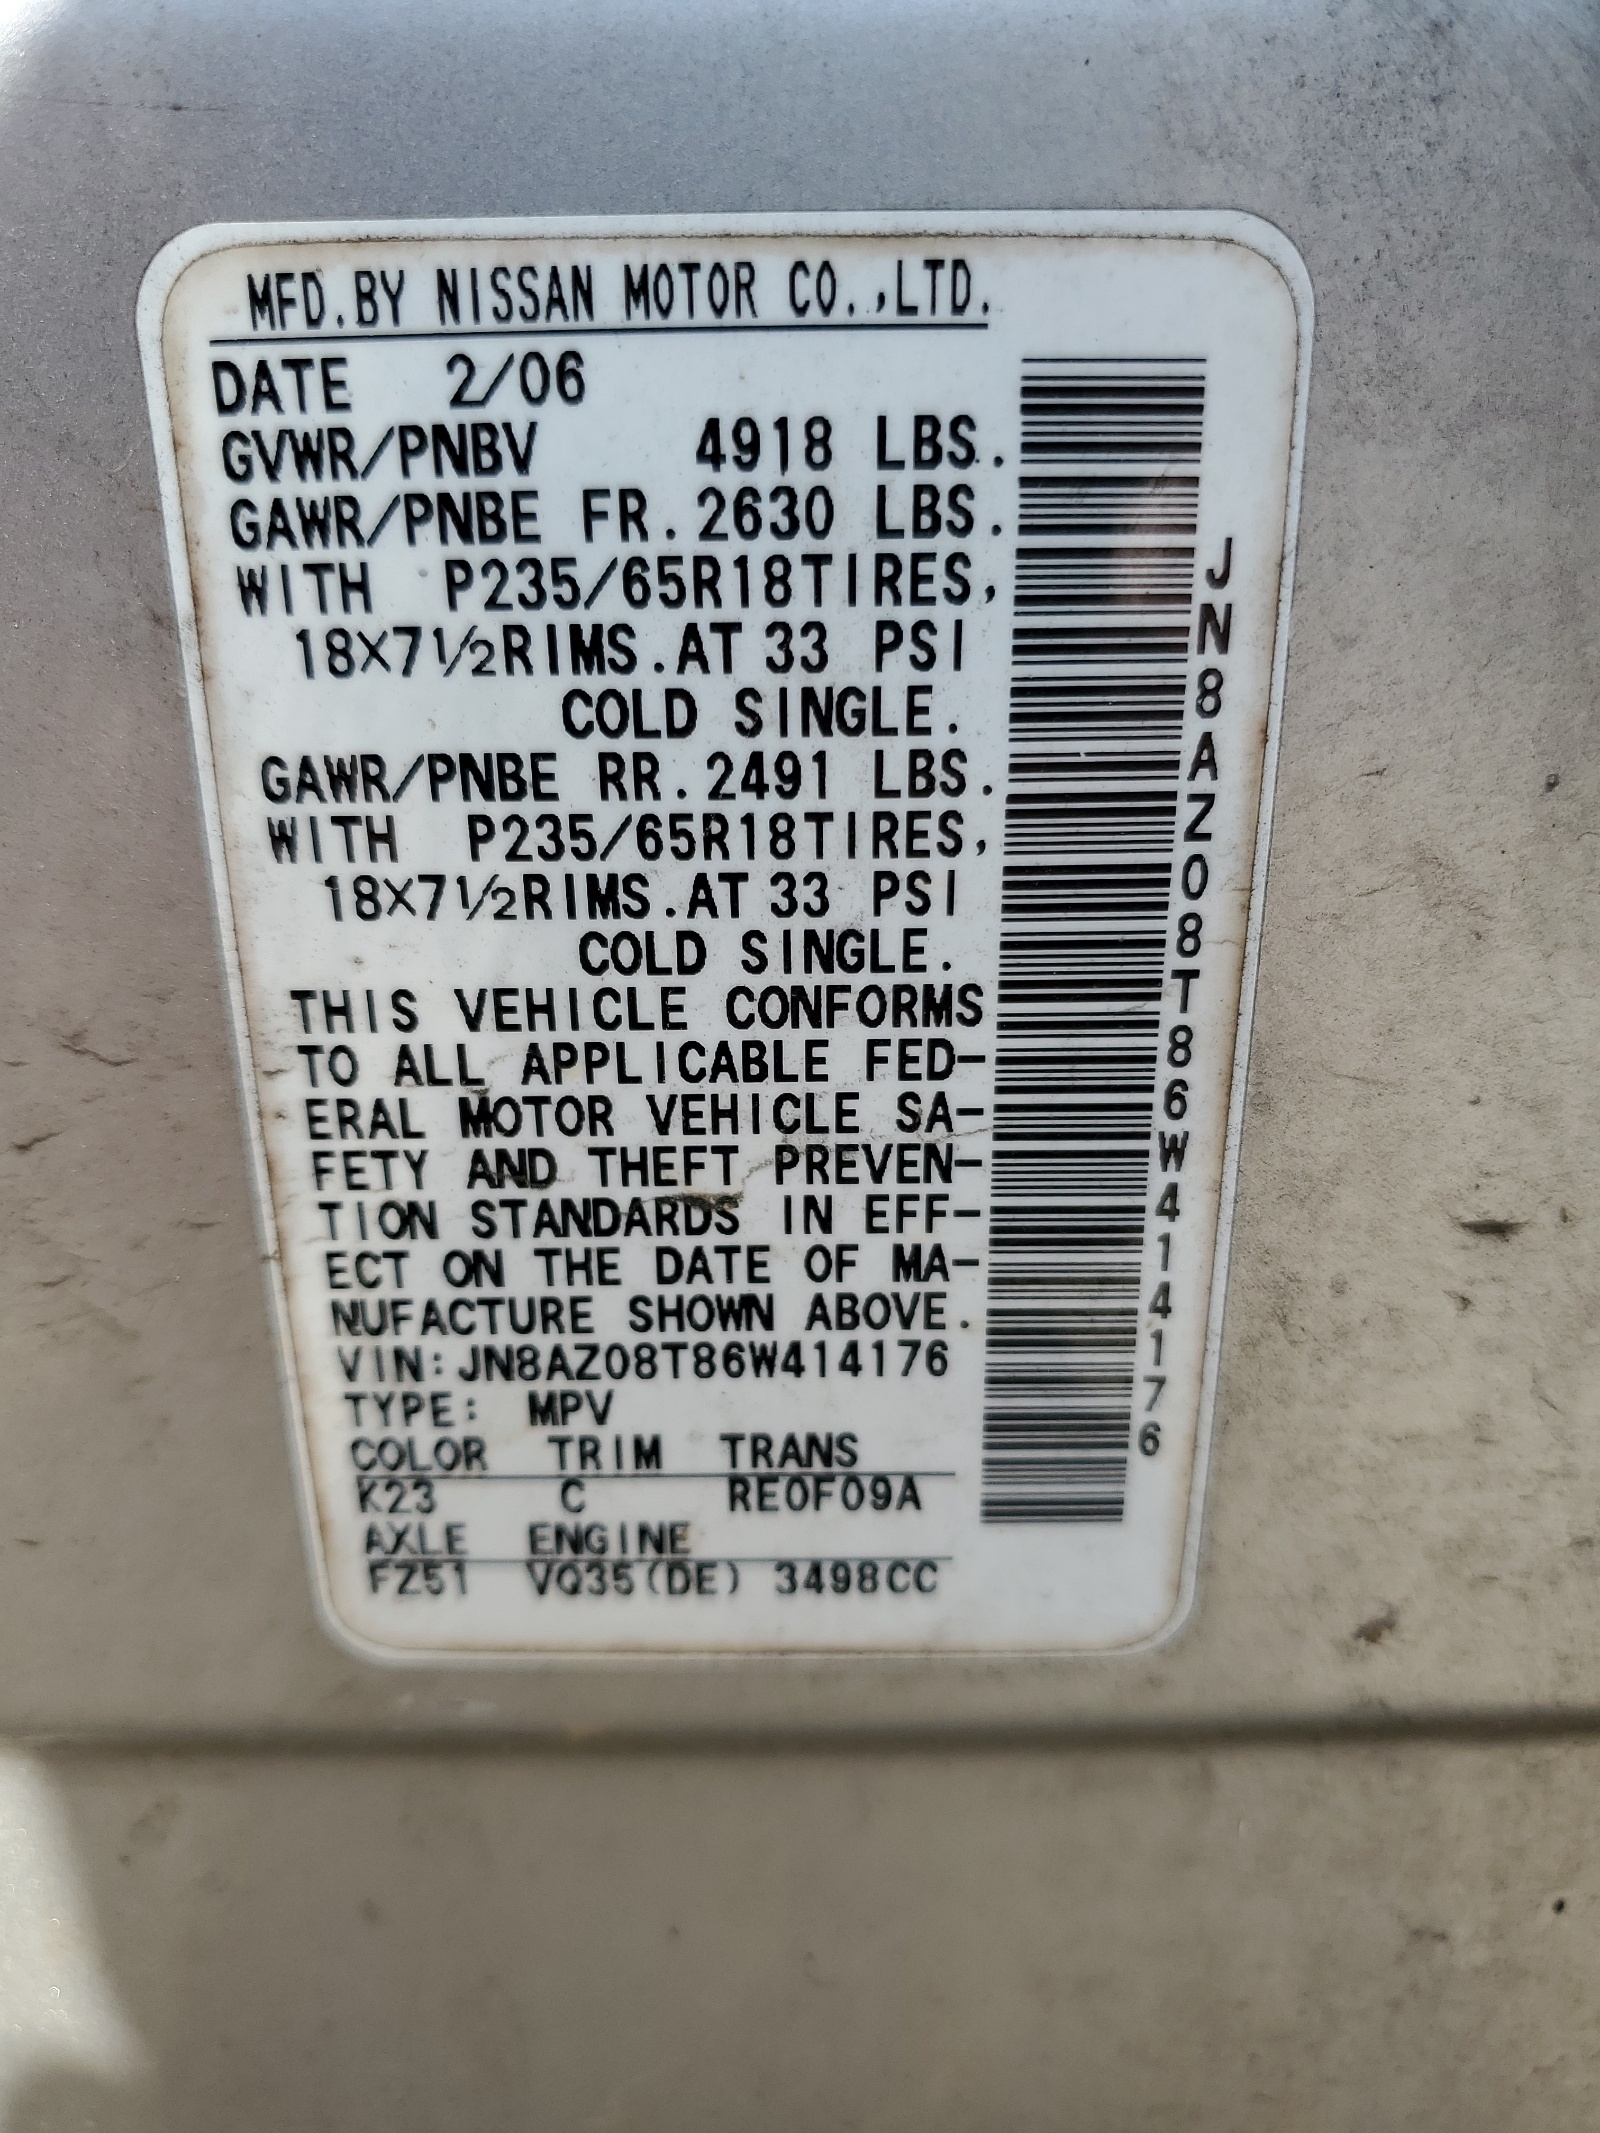 MFD.BY NISSAN MOTOR CO.,LTD.
DATE 2/06
GVWR/PNBV 4918 LBS.
GAWR/PNBE FR.2630 LBS.
WITH P235/65R18TIRES,
18X7½RIMS.AT 33 PSI
COLD SINGLE.
GAWR/PNBE RR.2491 LBS.
WITH P235/65R18TIRES,
18X7½RIMS.AT 33 PSI
COLD SINGLE.
THIS VEHICLE CONFORMS
TO ALL APPLICABLE FED-
ERAL MOTOR VEHICLE SA-
FETY AND THEFT PREVEN-
TION STANDARDS IN EFF-
ECT ON THE DATE OF MA-
NUFACTURE SHOWN ABOVE.
VIN:JN8AZ08T86W414176
TYPE: MPV
COLOR TRIM TRANS
K23 C RE0F09A
AXLE ENGINE
FZ51 VQ35(DE) 3498CC
JN8AZ08T86W414176